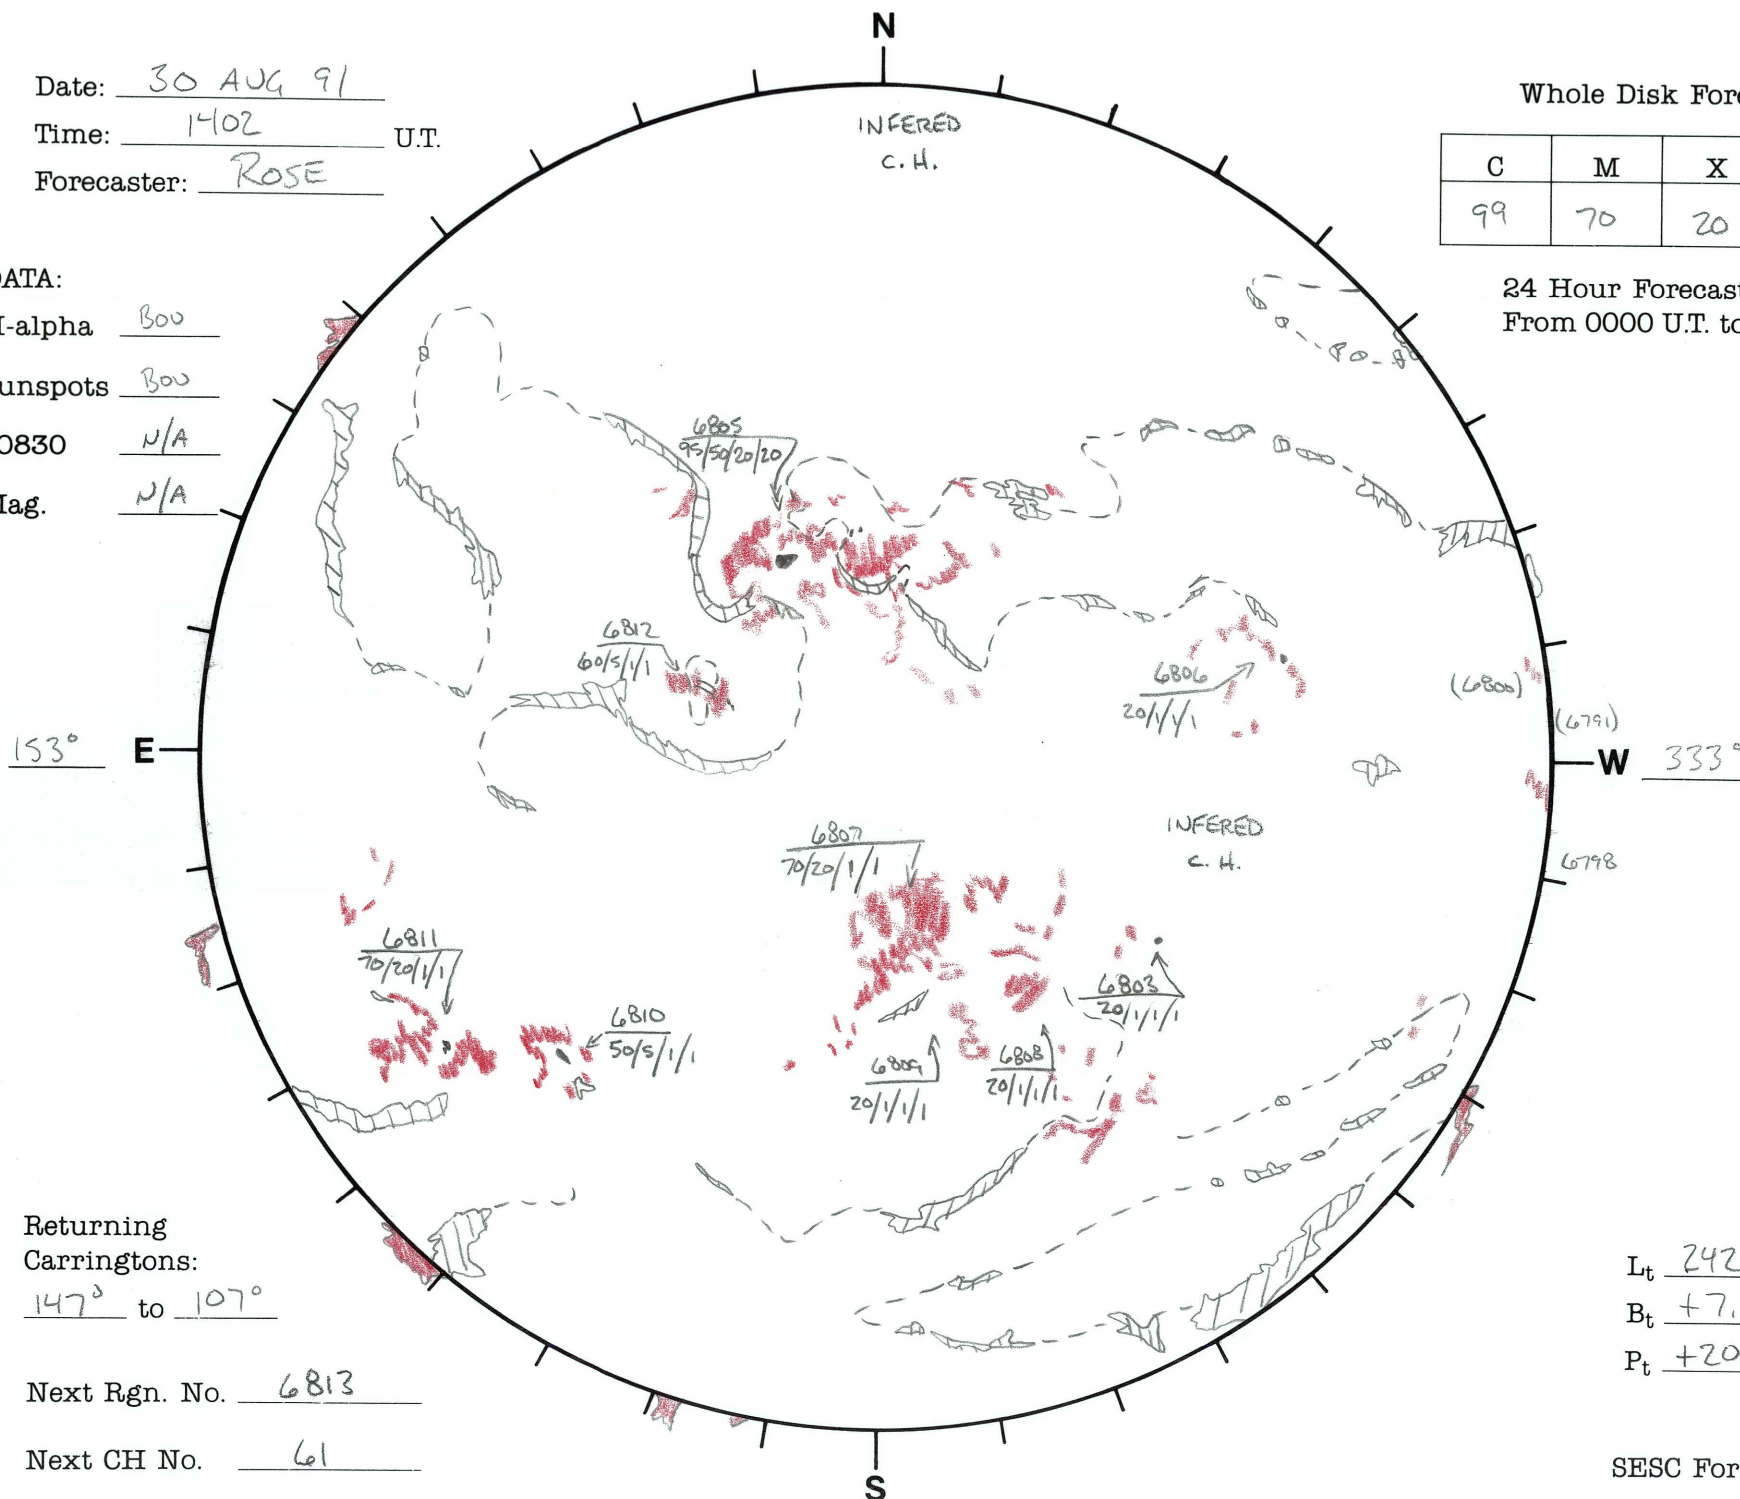 N
Date: 30 AUG 91
Time: 1402 U.T.
Forecaster: ROSE
INFERED
C. H.
Whole Disk Fore
C M X
99 70 20
24 Hour Forecast
From 0000 U.T. to
DATA:
I-alpha BOU
unspots BOU
0830 N/A
Mag. N/A
6805
95/50/20/20
6812
60/5/1/1
6806
20/1/1/1
(6800)
(6791)
153° E
W 333°
INFERED
C. H.
6798
6807
70/20/1/1
6811
70/20/1/1
6803
20/1/1/1
6810
50/5/1/1
6809
20/1/1/1
6808
20/1/1/1
Returning
Carringtons:
147° to 107°
Next Rgn. No. 6813
Next CH No. 61
Lt 242
Bt +7.
Pt +20
SESC For
S